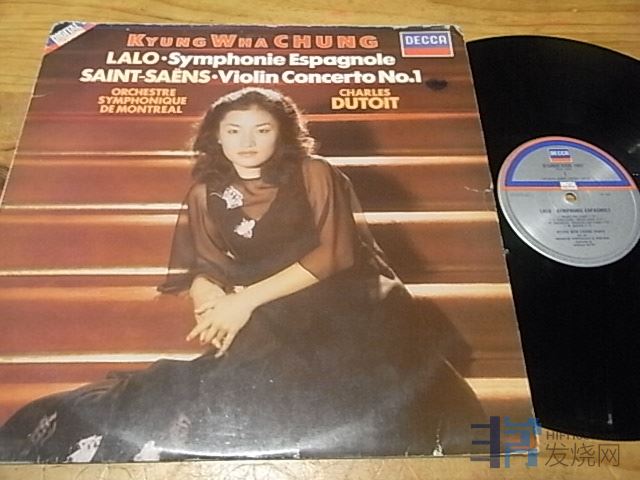 DIGITAL
KYUNG WHA CHUNG
DECCA
LALO · Symphonie Espagnole
SAINT-SAËNS · Violin Concerto No.1
ORCHESTRE
SYMPHONIQUE
DE MONTREAL
CHARLES
DUTOIT
DECCA
LALO: SYMPHONIE ESPAGNOLE
发烧网